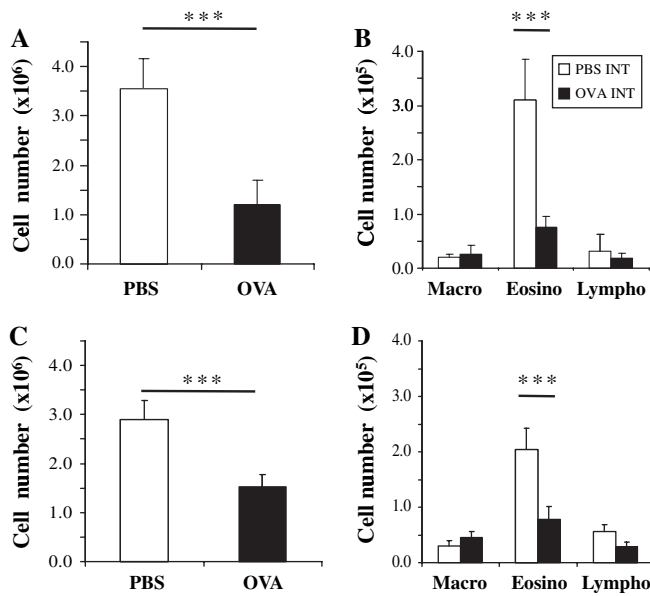 A
Cell number (x10⁶)
4.0
3.0
2.0
1.0
0.0
***
PBS
OVA
B
Cell number (x10⁵)
4.0
3.0
2.0
1.0
0.0
***
PBS INT
OVA INT
Macro
Eosino
Lympho
C
Cell number (x10⁶)
4.0
3.0
2.0
1.0
0.0
***
PBS
OVA
D
Cell number (x10⁵)
4.0
3.0
2.0
1.0
0.0
***
Macro
Eosino
Lympho